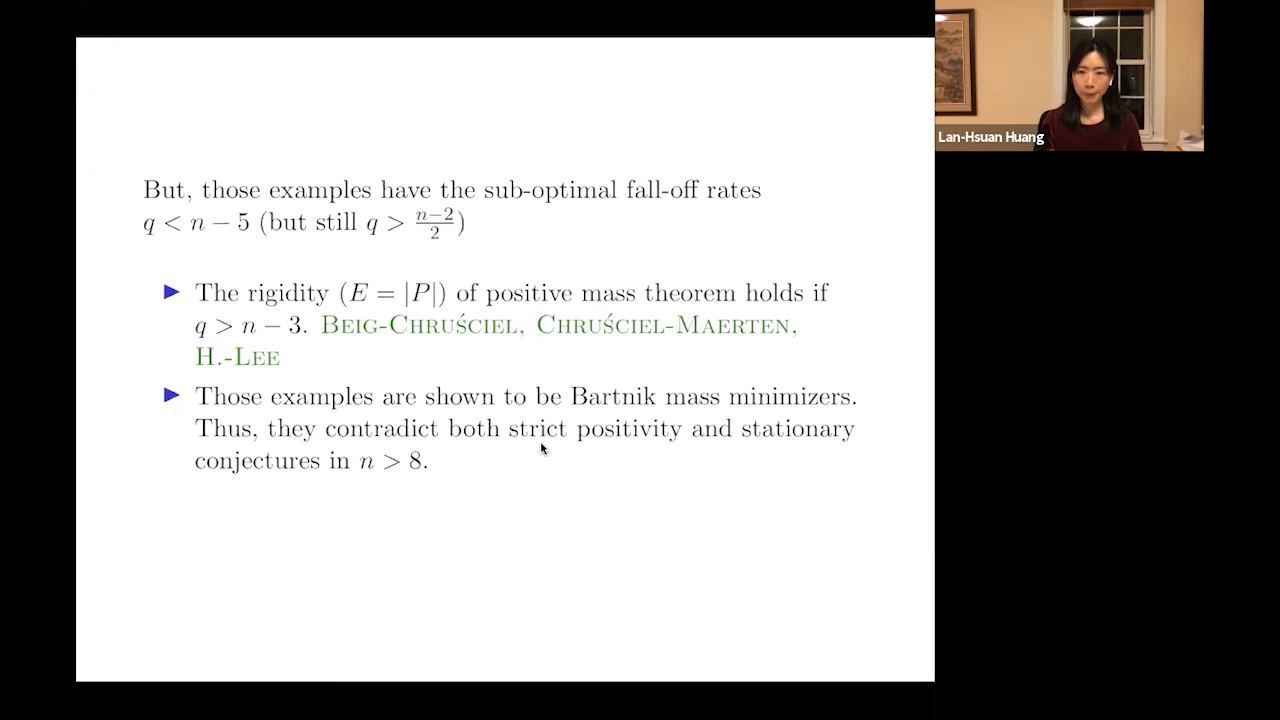 But, those examples have the sub-optimal fall-off rates
q < n − 5 (but still q > (n−2)/2)
▶ The rigidity (E = |P|) of positive mass theorem holds if
q > n − 3. Beig-Chruściel, Chruściel-Maerten,
H.-Lee
▶ Those examples are shown to be Bartnik mass minimizers.
Thus, they contradict both strict positivity and stationary
conjectures in n > 8.
Lan-Hsuan Huang